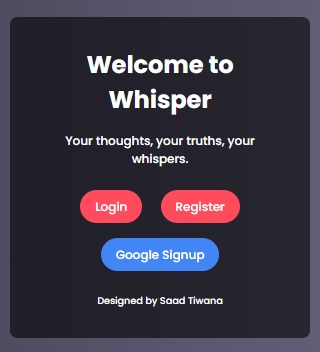 Welcome to
Whisper
Your thoughts, your truths, your
whispers.
Login
Register
Google Signup
Designed by Saad Tiwana